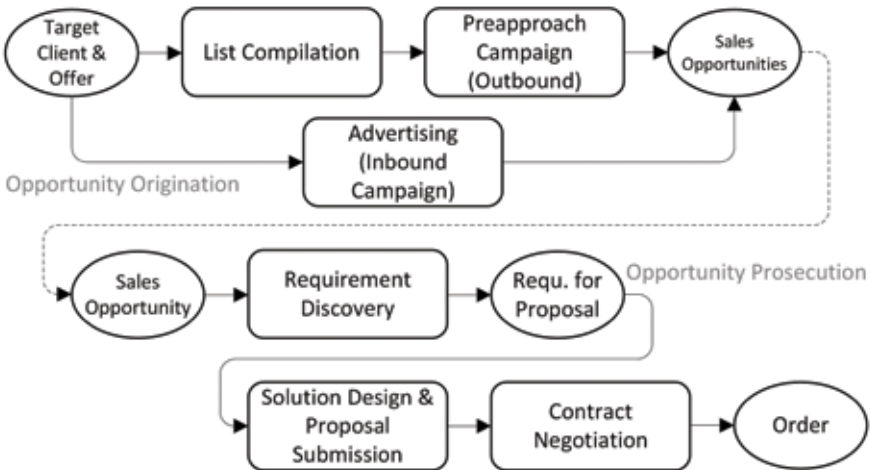 Target
Client &
Offer
List Compilation
Preapproach
Campaign
(Outbound)
Sales
Opportunities
Advertising
(Inbound
Campaign)
Opportunity Origination
Sales
Opportunity
Requirement
Discovery
Requ. for
Proposal
Opportunity Prosecution
Solution Design &
Proposal
Submission
Contract
Negotiation
Order